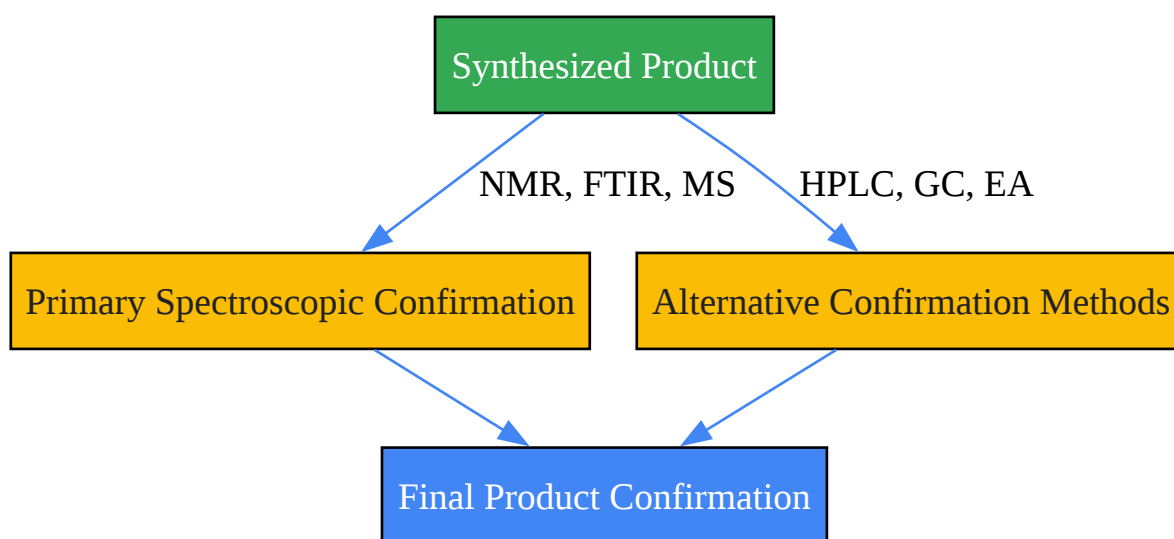 Synthesized Product
NMR, FTIR, MS
HPLC, GC, EA
Primary Spectroscopic Confirmation
Alternative Confirmation Methods
Final Product Confirmation